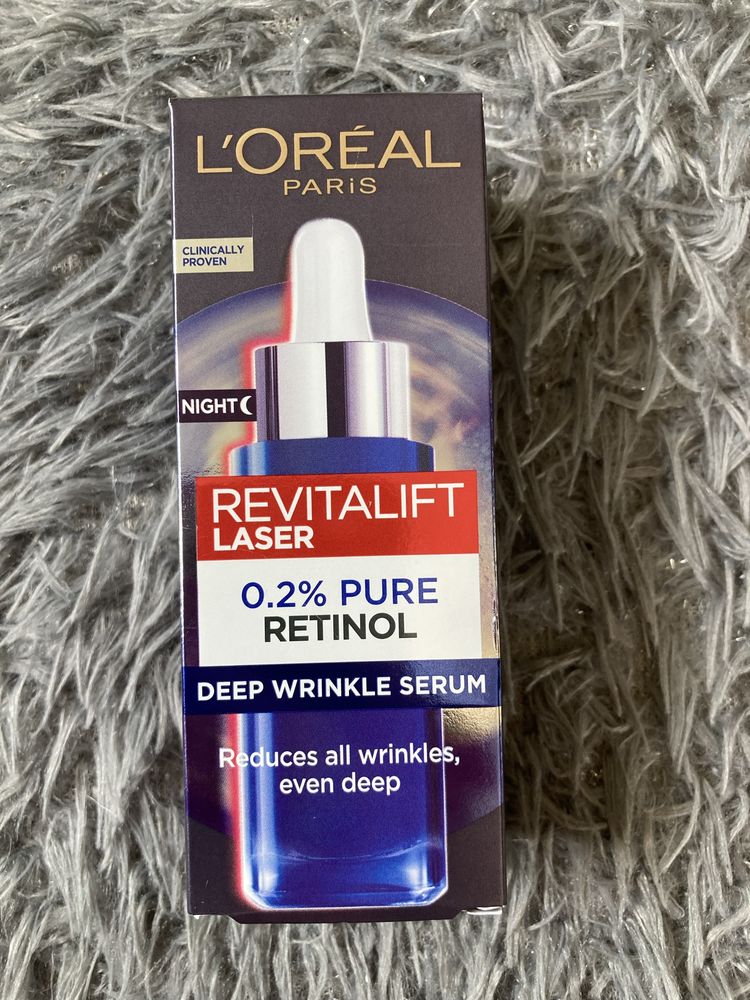 L'ORÉAL
PARiS
CLINICALLY
PROVEN
NIGHT
REVITALIFT
LASER
0.2% PURE
RETINOL
DEEP WRINKLE SERUM
Reduces all wrinkles,
even deep